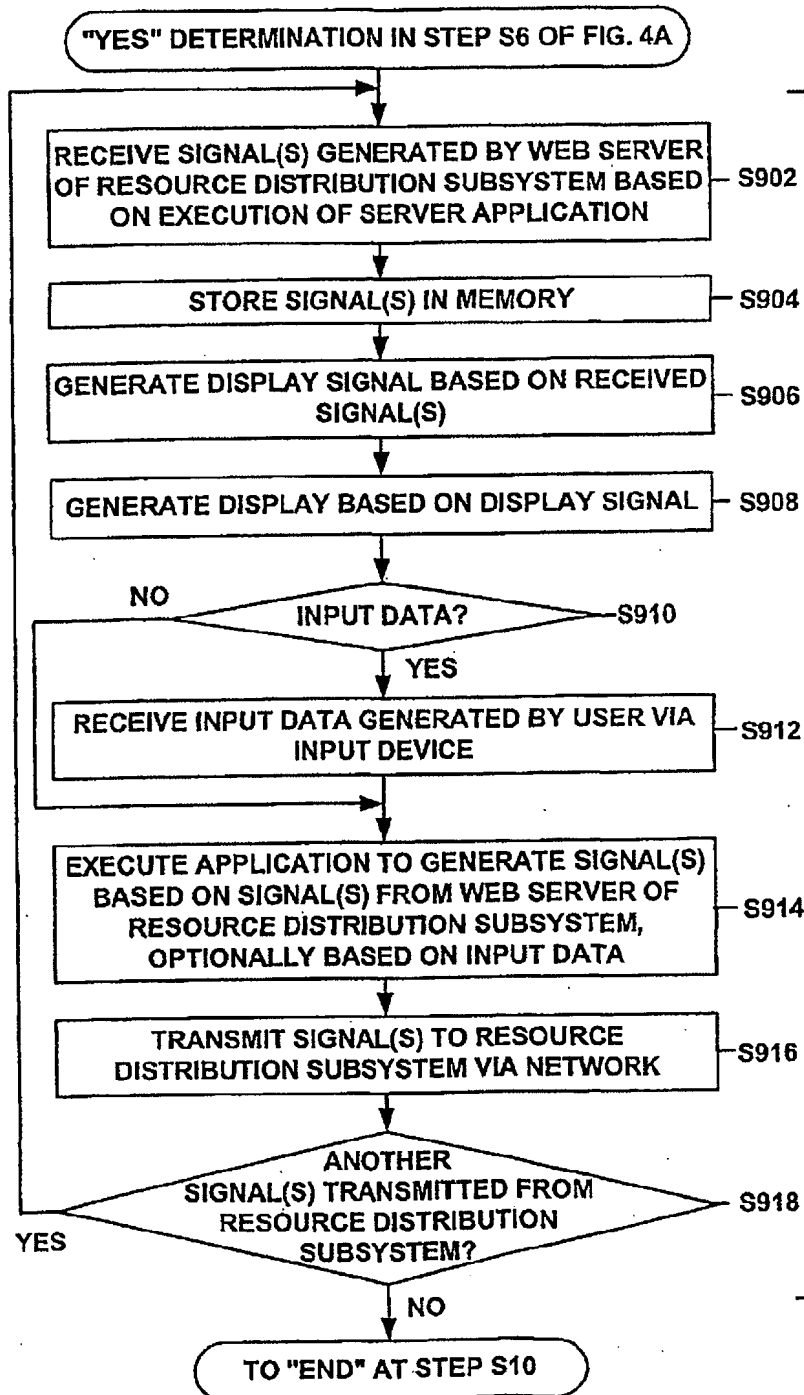 "YES" DETERMINATION IN STEP S6 OF FIG. 4A
RECEIVE SIGNAL(S) GENERATED BY WEB SERVER
OF RESOURCE DISTRIBUTION SUBSYSTEM BASED
ON EXECUTION OF SERVER APPLICATION
S902
STORE SIGNAL(S) IN MEMORY
S904
GENERATE DISPLAY SIGNAL BASED ON RECEIVED
SIGNAL(S)
S906
GENERATE DISPLAY BASED ON DISPLAY SIGNAL
S908
NO
INPUT DATA?
S910
YES
RECEIVE INPUT DATA GENERATED BY USER VIA
INPUT DEVICE
S912
EXECUTE APPLICATION TO GENERATE SIGNAL(S)
BASED ON SIGNAL(S) FROM WEB SERVER OF
RESOURCE DISTRIBUTION SUBSYSTEM,
OPTIONALLY BASED ON INPUT DATA
S914
TRANSMIT SIGNAL(S) TO RESOURCE
DISTRIBUTION SUBSYSTEM VIA NETWORK
S916
ANOTHER
SIGNAL(S) TRANSMITTED FROM
RESOURCE DISTRIBUTION
SUBSYSTEM?
S918
YES
NO
TO "END" AT STEP S10